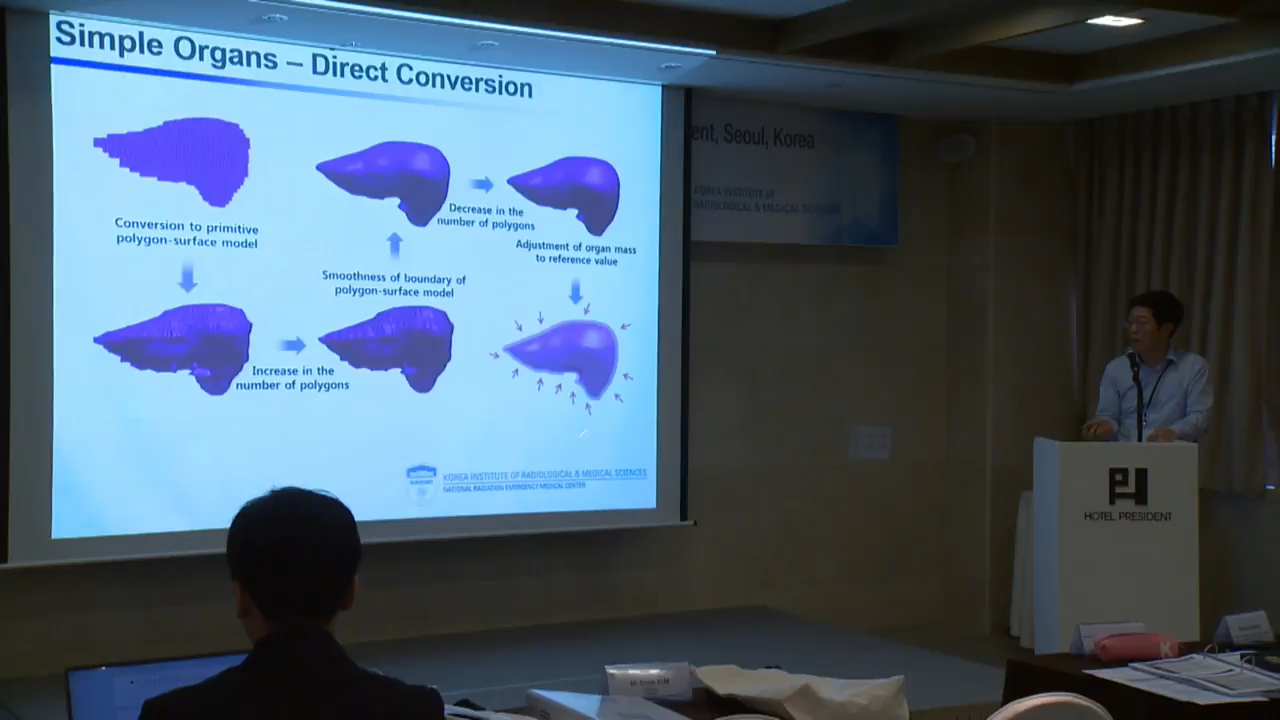 Simple Organs – Direct Conversion
Conversion to primitive
polygon-surface model
Increase in the
number of polygons
Smoothness of boundary of
polygon-surface model
Decrease in the
number of polygons
Adjustment of organ mass
to reference value
KOREA INSTITUTE OF RADIOLOGICAL & MEDICAL SCIENCES
NATIONAL RADIATION EMERGENCY MEDICAL CENTER
ent, Seoul, Korea
KOREA INSTITUTE OF
RADIOLOGICAL & MEDICAL SCIENCES
HOTEL PRESIDENT
K